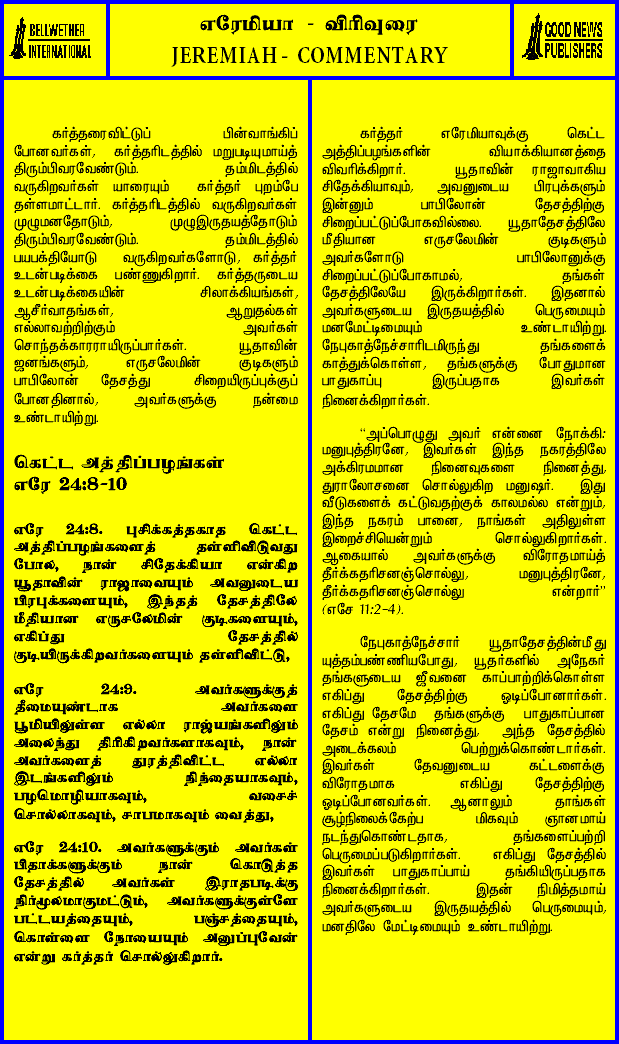 BELLWETHER
INTERNATIONAL
எரேமியா - விரிவுரை
JEREMIAH - COMMENTARY
GOOD NEWS
PUBLISHERS
கர்த்தரைவிட்டுப் பின்வாங்கிப்
போனவர்கள், கர்த்தரிடத்தில் மறுபடியுமாய்த்
திரும்பிவரவேண்டும். தம்மிடத்தில்
வருகிறவர்கள் யாரையும் கர்த்தர் புறம்பே
தள்ளமாட்டார். கர்த்தரிடத்தில் வருகிறவர்கள்
முழுமனதோடும், முழுஇருதயத்தோடும்
திரும்பிவரவேண்டும். தம்மிடத்தில்
பயபக்தியோடு வருகிறவர்களோடு, கர்த்தர்
உடன்படிக்கை பண்ணுகிறார். கர்த்தருடைய
உடன்படிக்கையின் சிலாக்கியங்கள்,
ஆசீர்வாதங்கள், ஆறுதல்கள்
எல்லாவற்றிற்கும் அவர்கள்
சொந்தக்காரராயிருப்பார்கள். யூதாவின்
ஜனங்களும், எருசலேமின் குடிகளும்
பாபிலோன் தேசத்து சிறையிருப்புக்குப்
போனதினால், அவர்களுக்கு நன்மை
உண்டாயிற்று.
கெட்ட அத்திப்பழங்கள்
எரே 24:8-10
எரே 24:8. புசிக்கத்தகாத கெட்ட
அத்திப்பழங்களைத் தள்ளிவிடுவது
போல, நான் சிதேக்கியா என்கிற
யூதாவின் ராஜாவையும் அவனுடைய
பிரபுக்களையும், இந்தத் தேசத்திலே
மீதியான எருசலேமின் குடிகளையும்,
எகிப்து தேசத்தில்
குடியிருக்கிறவர்களையும் தள்ளிவிட்டு,
எரே 24:9. அவர்களுக்குத்
தீமையுண்டாக அவர்களை
பூமியிலுள்ள எல்லா ராஜ்யங்களிலும்
அலைந்து திரிகிறவர்களாகவும், நான்
அவர்களைத் துரத்திவிட்ட எல்லா
இடங்களிலும் நிந்தையாகவும்,
பழமொழியாகவும், வசைச்
சொல்லாகவும், சாபமாகவும் வைத்து,
எரே 24:10. அவர்களுக்கும் அவர்கள்
பிதாக்களுக்கும் நான் கொடுத்த
தேசத்தில் அவர்கள் இராதபடிக்கு
நிர்மூலமாகுமட்டும், அவர்களுக்குள்ளே
பட்டயத்தையும், பஞ்சத்தையும்,
கொள்ளை நோயையும் அனுப்புவேன்
என்று கர்த்தர் சொல்லுகிறார்.
கர்த்தர் எரேமியாவுக்கு கெட்ட
அத்திப்பழங்களின் வியாக்கியானத்தை
விவரிக்கிறார். யூதாவின் ராஜாவாகிய
சிதேக்கியாவும், அவனுடைய பிரபுக்களும்
இன்னும் பாபிலோன் தேசத்திற்கு
சிறைப்பட்டுப்போகவில்லை. யூதாதேசத்திலே
மீதியான எருசலேமின் குடிகளும்
அவர்களோடு பாபிலோனுக்கு
சிறைப்பட்டுப்போகாமல், தங்கள்
தேசத்திலேயே இருக்கிறார்கள். இதனால்
அவர்களுடைய இருதயத்தில் பெருமையும்
மனமேட்டிமையும் உண்டாயிற்று.
நேபுகாத்நேச்சாரிடமிருந்து தங்களைக்
காத்துக்கொள்ள, தங்களுக்கு போதுமான
பாதுகாப்பு இருப்பதாக இவர்கள்
நினைக்கிறார்கள்.
“அப்பொழுது அவர் என்னை நோக்கி:
மனுபுத்திரனே, இவர்கள் இந்த நகரத்திலே
அக்கிரமமான நினைவுகளை நினைத்து,
துராலோசனை சொல்லுகிற மனுஷர். இது
வீடுகளைக் கட்டுவதற்குக் காலமல்ல என்றும்,
இந்த நகரம் பானை, நாங்கள் அதிலுள்ள
இறைச்சியென்றும் சொல்லுகிறார்கள்.
ஆகையால் அவர்களுக்கு விரோதமாய்த்
தீர்க்கதரிசனஞ்சொல்லு, மனுபுத்திரனே,
தீர்க்கதரிசனஞ்சொல்லு என்றார்”
(எசே 11:2-4).
நேபுகாத்நேச்சார் யூதாதேசத்தின்மீது
யுத்தம்பண்ணியபோது, யூதர்களில் அநேகர்
தங்களுடைய ஜீவனை காப்பாற்றிக்கொள்ள
எகிப்து தேசத்திற்கு ஓடிப்போனார்கள்.
எகிப்து தேசமே தங்களுக்கு பாதுகாப்பான
தேசம் என்று நினைத்து, அந்த தேசத்தில்
அடைக்கலம் பெற்றுக்கொண்டார்கள்.
இவர்கள் தேவனுடைய கட்டளைக்கு
விரோதமாக எகிப்து தேசத்திற்கு
ஓடிப்போனவர்கள். ஆனாலும் தாங்கள்
சூழ்நிலைக்கேற்ப மிகவும் ஞானமாய்
நடந்துகொண்டதாக, தங்களைப்பற்றி
பெருமைப்படுகிறார்கள். எகிப்து தேசத்தில்
இவர்கள் பாதுகாப்பாய் தங்கியிருப்பதாக
நினைக்கிறார்கள். இதன் நிமித்தமாய்
அவர்களுடைய இருதயத்தில் பெருமையும்,
மனதிலே மேட்டிமையும் உண்டாயிற்று.